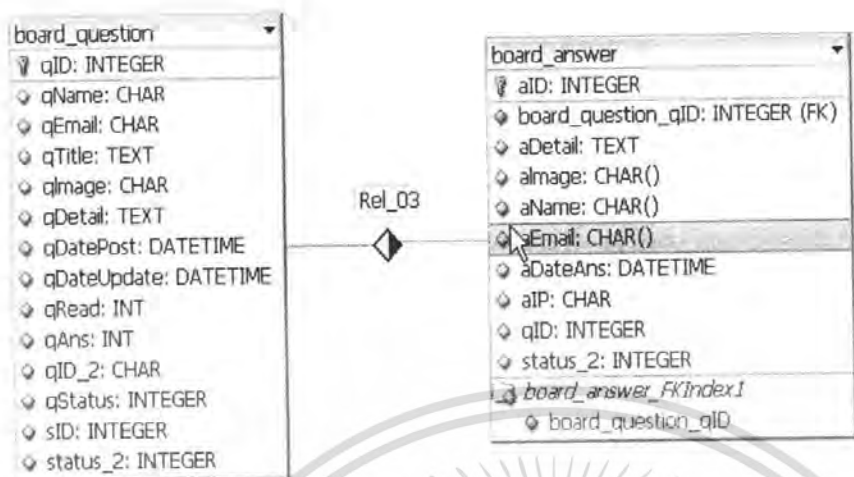 board_question
qID: INTEGER
qName: CHAR
qEmail: CHAR
qTitle: TEXT
qImage: CHAR
qDetail: TEXT
qDatePost: DATETIME
qDateUpdate: DATETIME
qRead: INT
qAns: INT
qID_2: CHAR
qStatus: INTEGER
sID: INTEGER
status_2: INTEGER
Rel_03
board_answer
aID: INTEGER
board_question_qID: INTEGER (FK)
aDetail: TEXT
aImage: CHAR()
aName: CHAR()
aEmail: CHAR()
aDateAns: DATETIME
aIP: CHAR
qID: INTEGER
status_2: INTEGER
board_answer_FKIndex1
board_question_qID